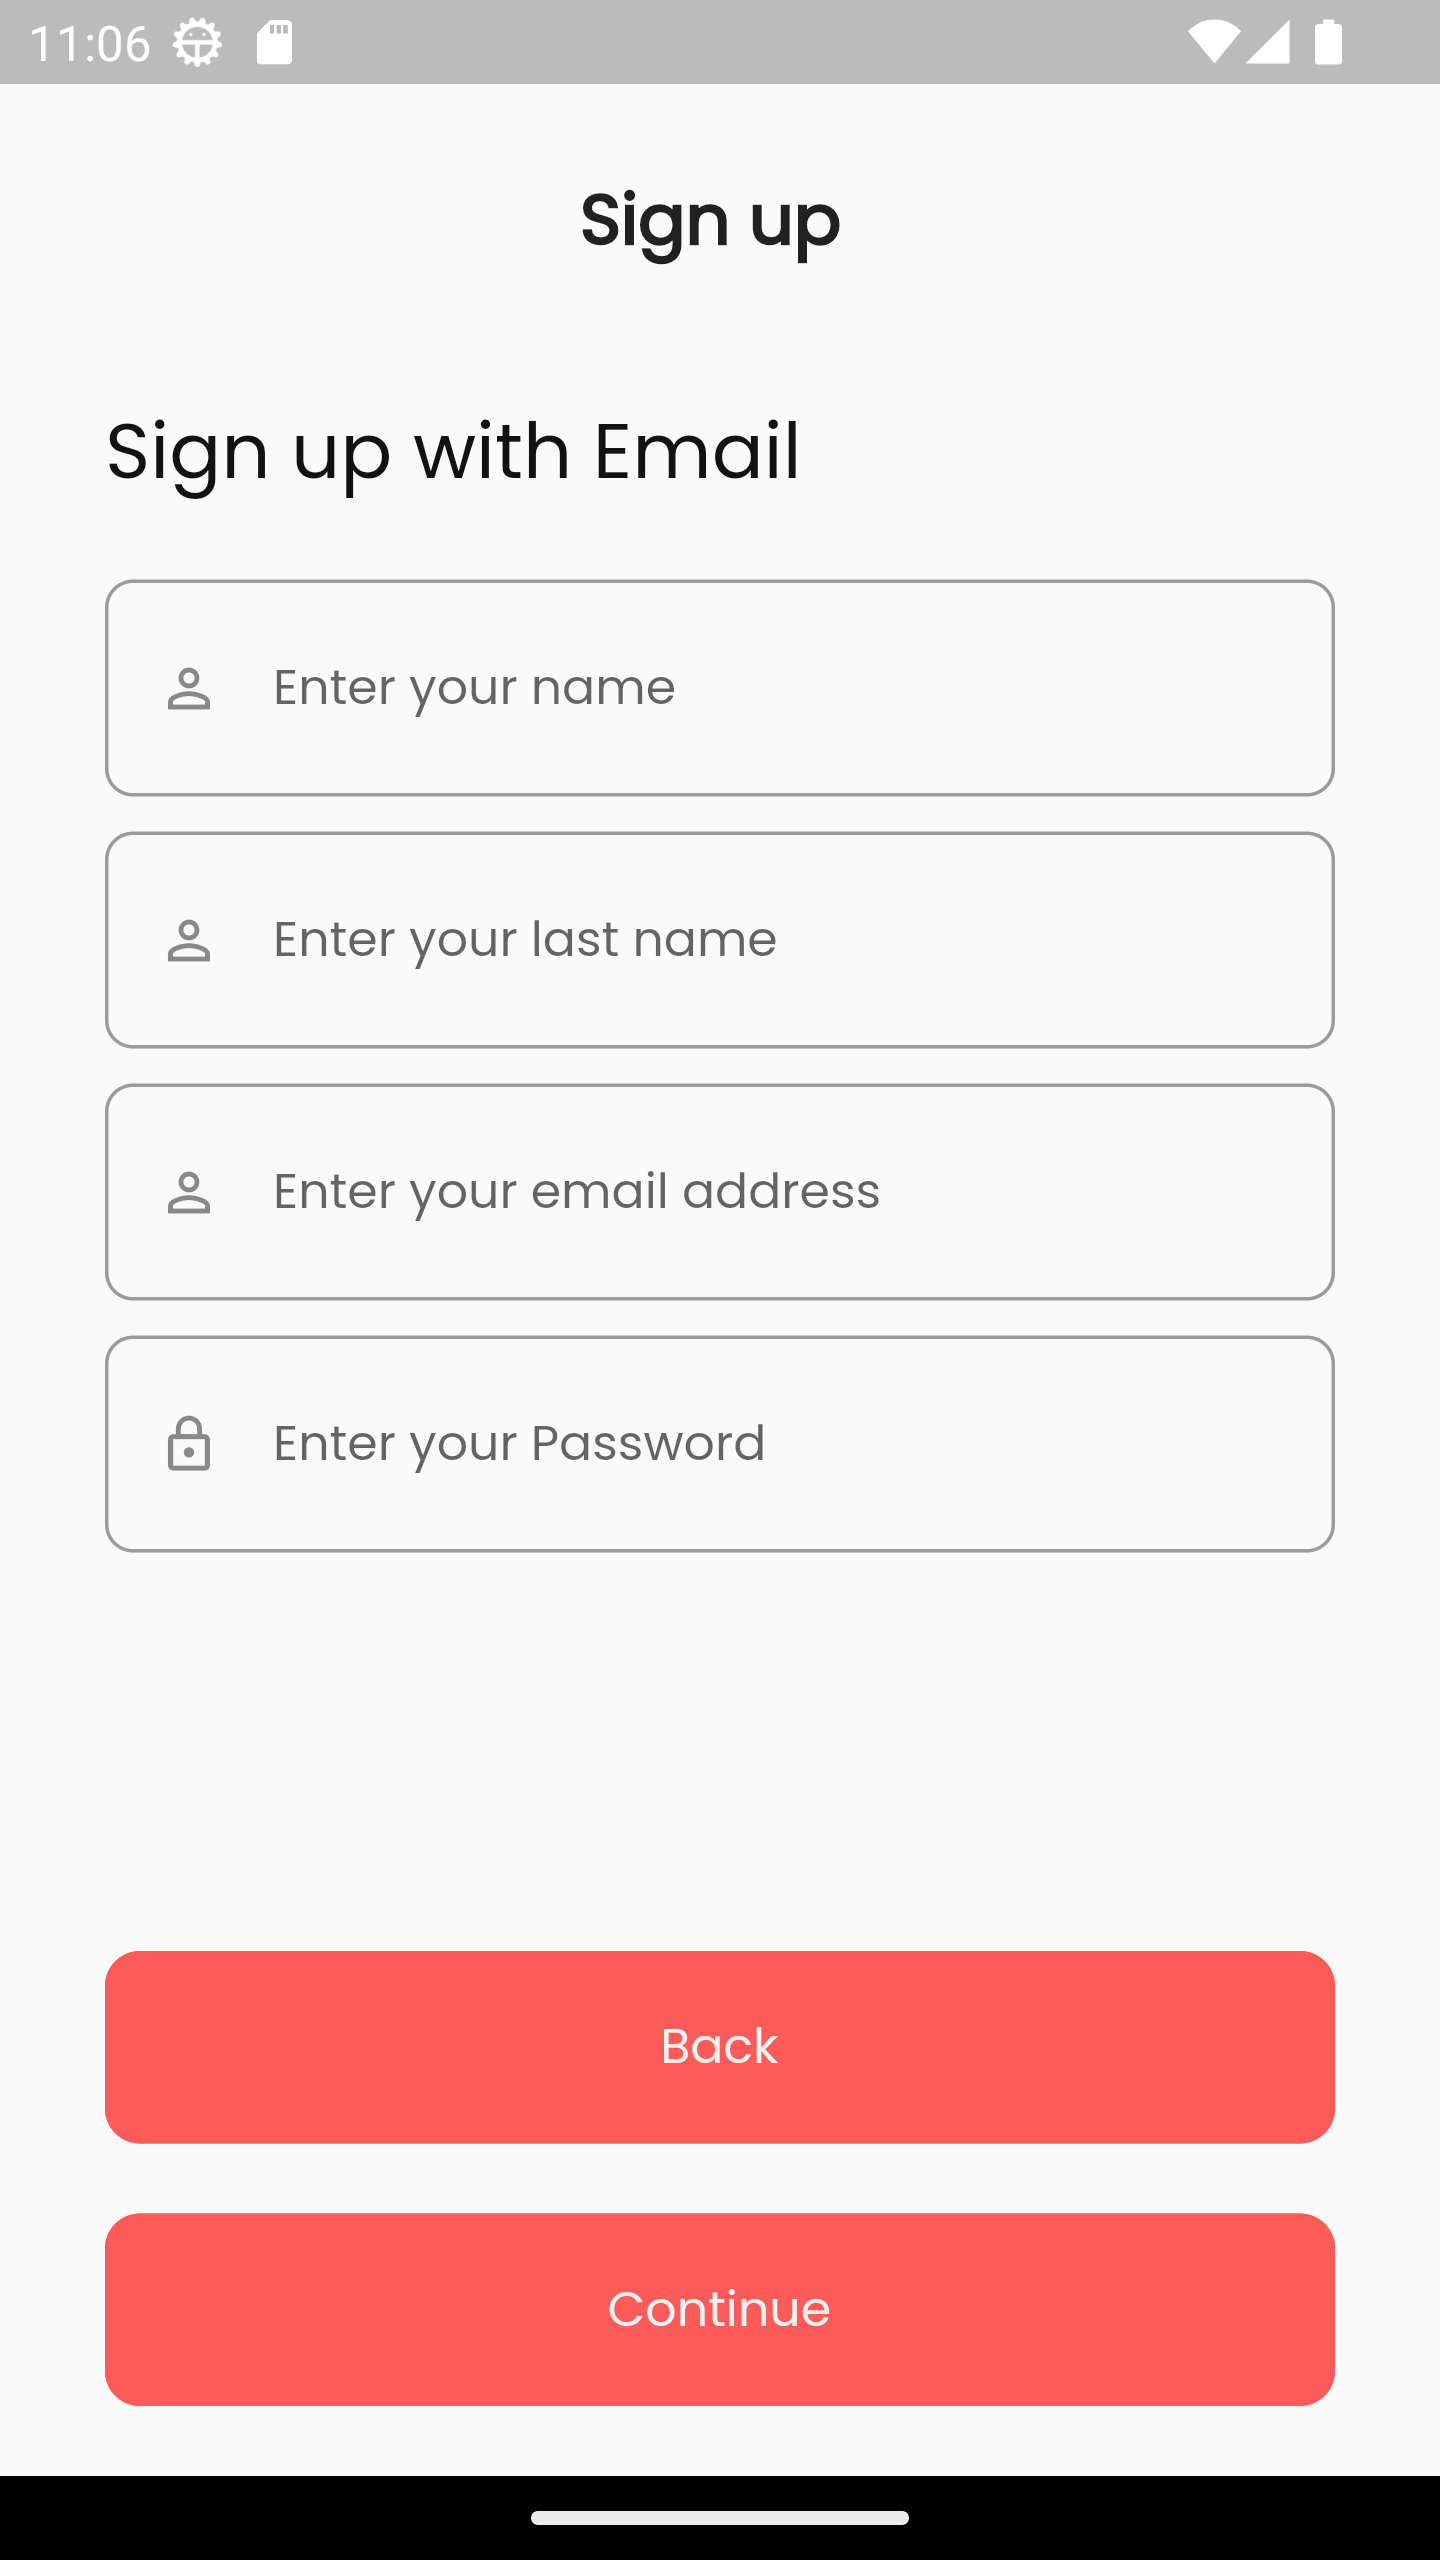 11:06
Sign up
Sign up with Email
Enter your name
Enter your last name
Enter your email address
Enter your Password
Back
Continue